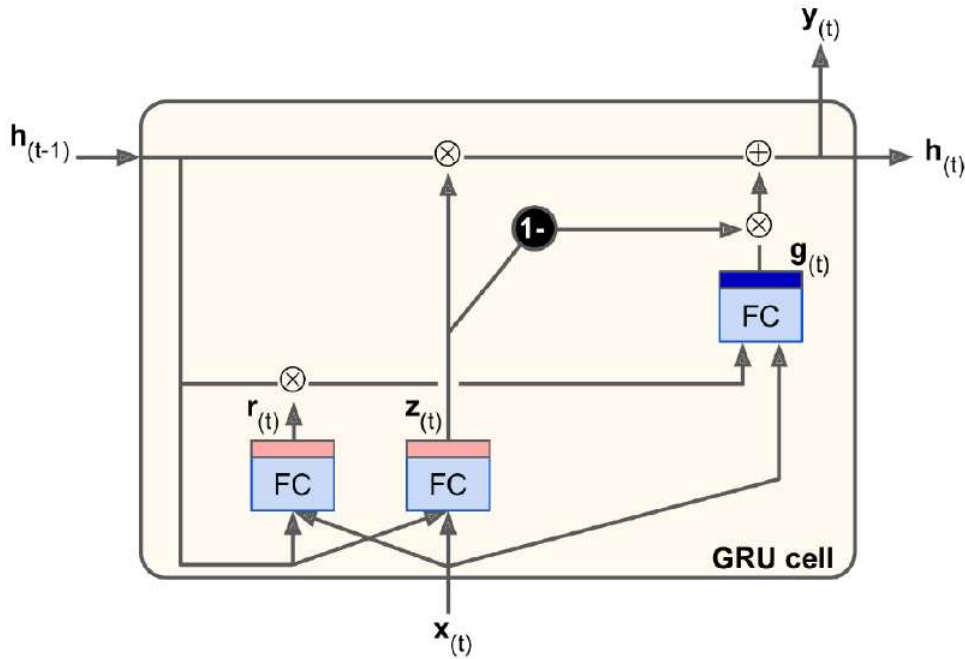 y(t)
h(t-1)
h(t)
1-
g(t)
FC
r(t)
z(t)
FC
FC
GRU cell
x(t)